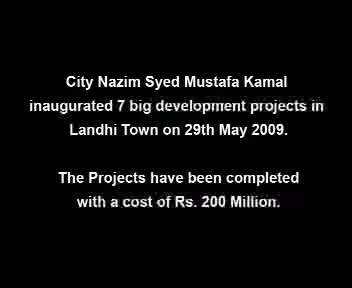 City Nazim Syed Mustafa Kamal
inaugurated 7 big development projects in
Landhi Town on 29th May 2009.
The Projects have been completed
with a cost of Rs. 200 Million.